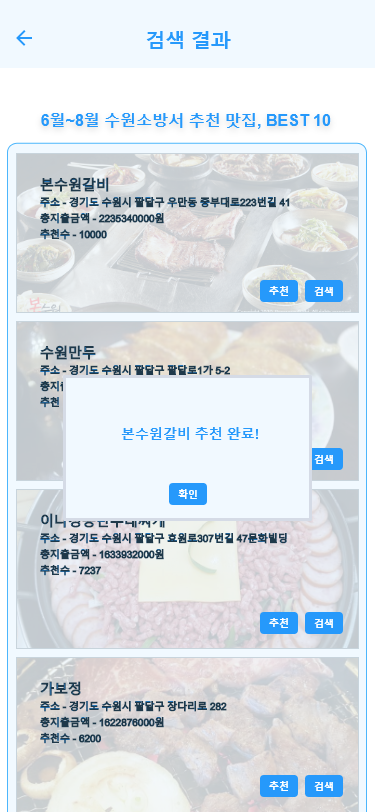 검색 결과
6월~8월 수원소방서 추천 맛집, BEST 10
본수원갈비
주소 - 경기도 수원시 팔달구 우만동 중부대로223번길 41
총지출금액 - 2235340000원
추천수 - 10000
추천 검색
수원만두
주소 - 경기도 수원시 팔달구 팔달로1가 5-2
추천
본수원갈비 추천 완료!
검색
확인
주소 - 경기도 수원시 팔달구 효원로307번길 47문화빌딩
총지출금액 - 1633932000원
추천수 - 7237
추천 검색
가보정
주소 - 경기도 수원시 팔달구 장다리로 282
총지출금액 - 1622876000원
추천수 - 6200
추천 검색